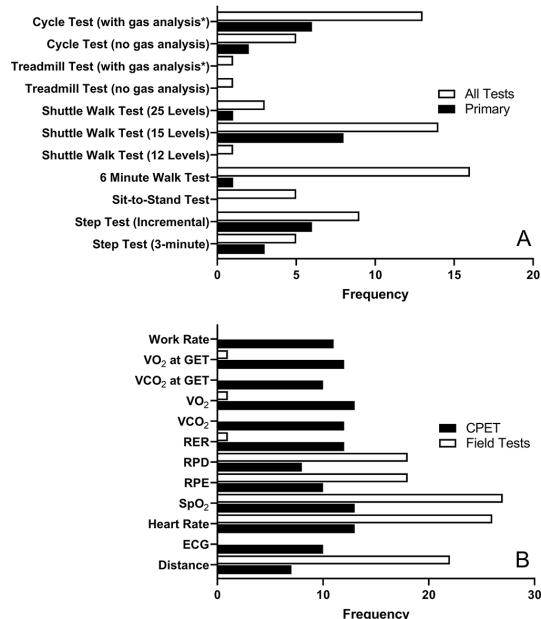 Cycle Test (with gas analysis*)
Cycle Test (no gas analysis)
Treadmill Test (with gas analysis*)
Treadmill Test (no gas analysis)
Shuttle Walk Test (25 Levels)
Shuttle Walk Test (15 Levels)
Shuttle Walk Test (12 Levels)
6 Minute Walk Test
Sit-to-Stand Test
Step Test (Incremental)
Step Test (3-minute)
All Tests
Primary
A
0 5 10 15 20
Frequency
Work Rate
VO₂ at GET
VCO₂ at GET
VO₂
VCO₂
RER
RPD
RPE
SpO₂
Heart Rate
ECG
Distance
CPET
Field Tests
B
0 10 20 30
Frequency